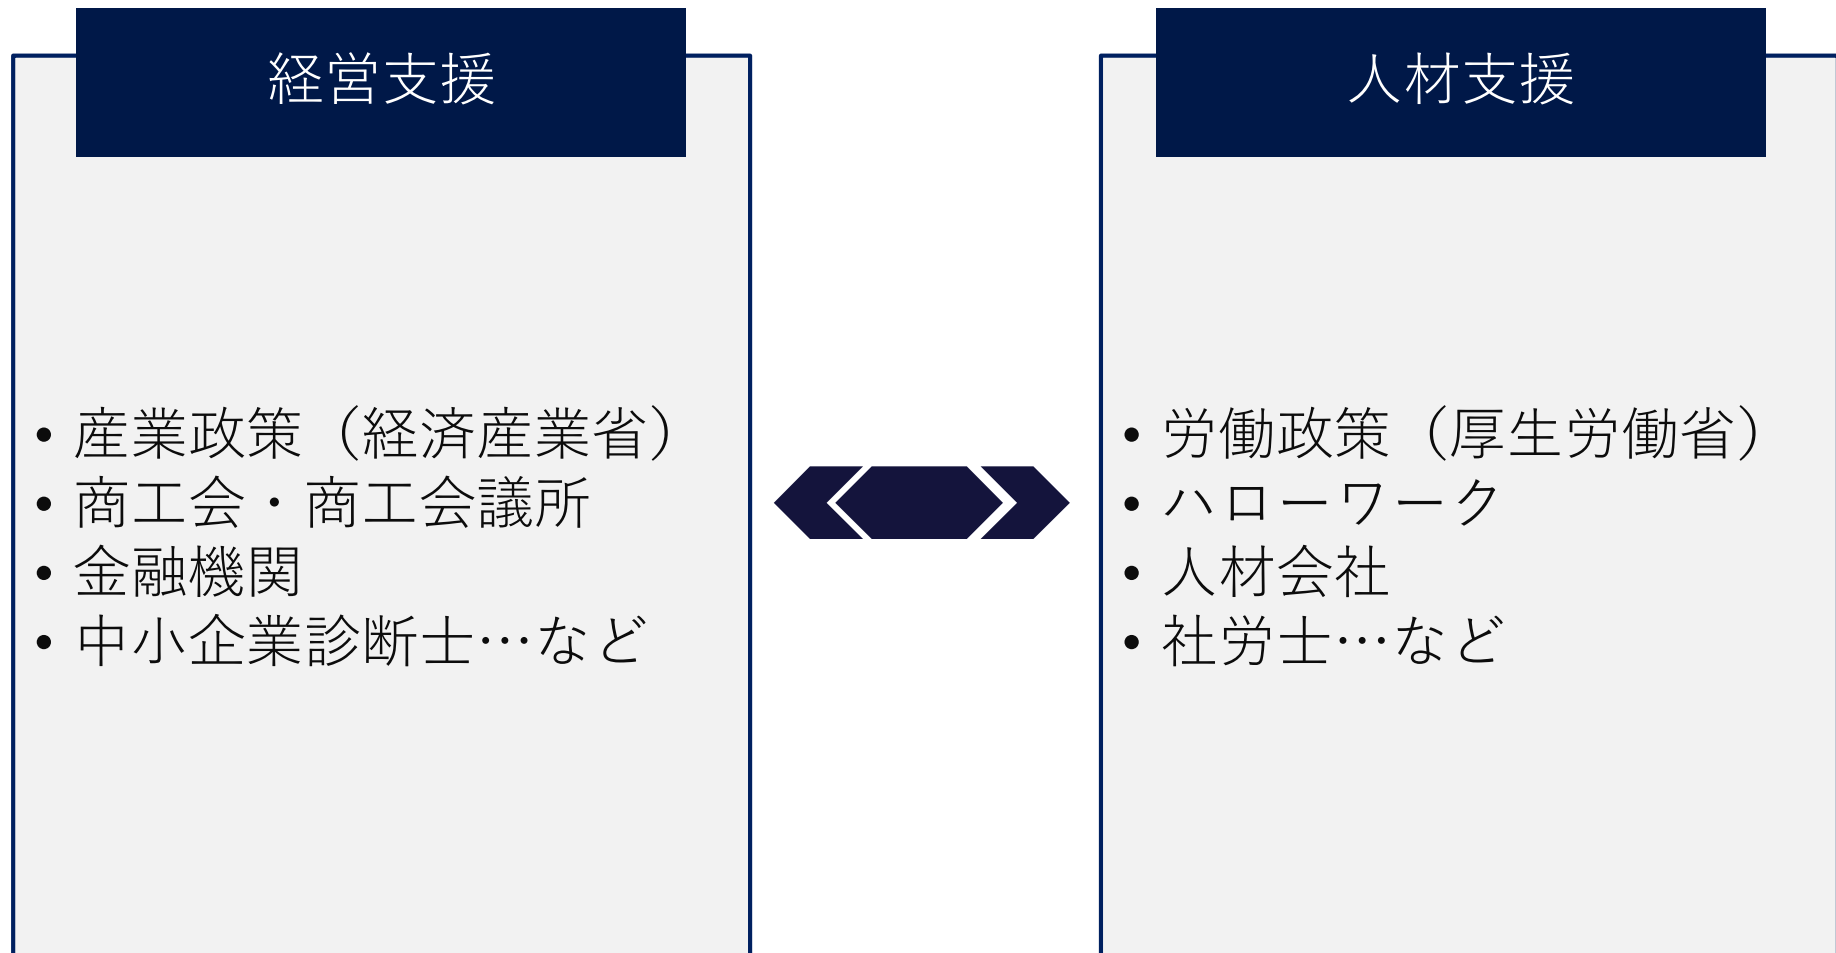 経営支援
• 産業政策（経済産業省）
• 商工会・商工会議所
• 金融機関
• 中小企業診断士…など
人材支援
• 労働政策（厚生労働省）
• ハローワーク
• 人材会社
• 社労士…など